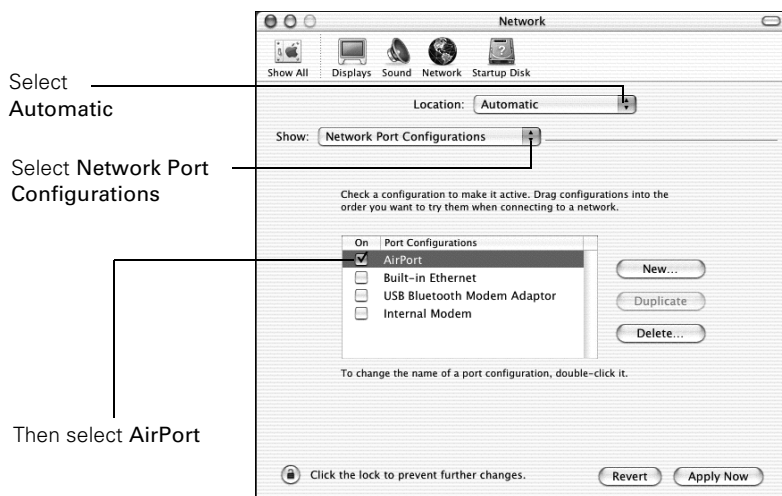 Network
Show All Displays Sound Network Startup Disk
Select
Automatic
Location: Automatic
Show: Network Port Configurations
Select Network Port
Configurations
Check a configuration to make it active. Drag configurations into the
order you want to try them when connecting to a network.
On Port Configurations
AirPort
Built-in Ethernet
USB Bluetooth Modem Adaptor
Internal Modem
New...
Duplicate
Delete...
To change the name of a port configuration, double-click it.
Then select AirPort
Click the lock to prevent further changes.
Revert Apply Now